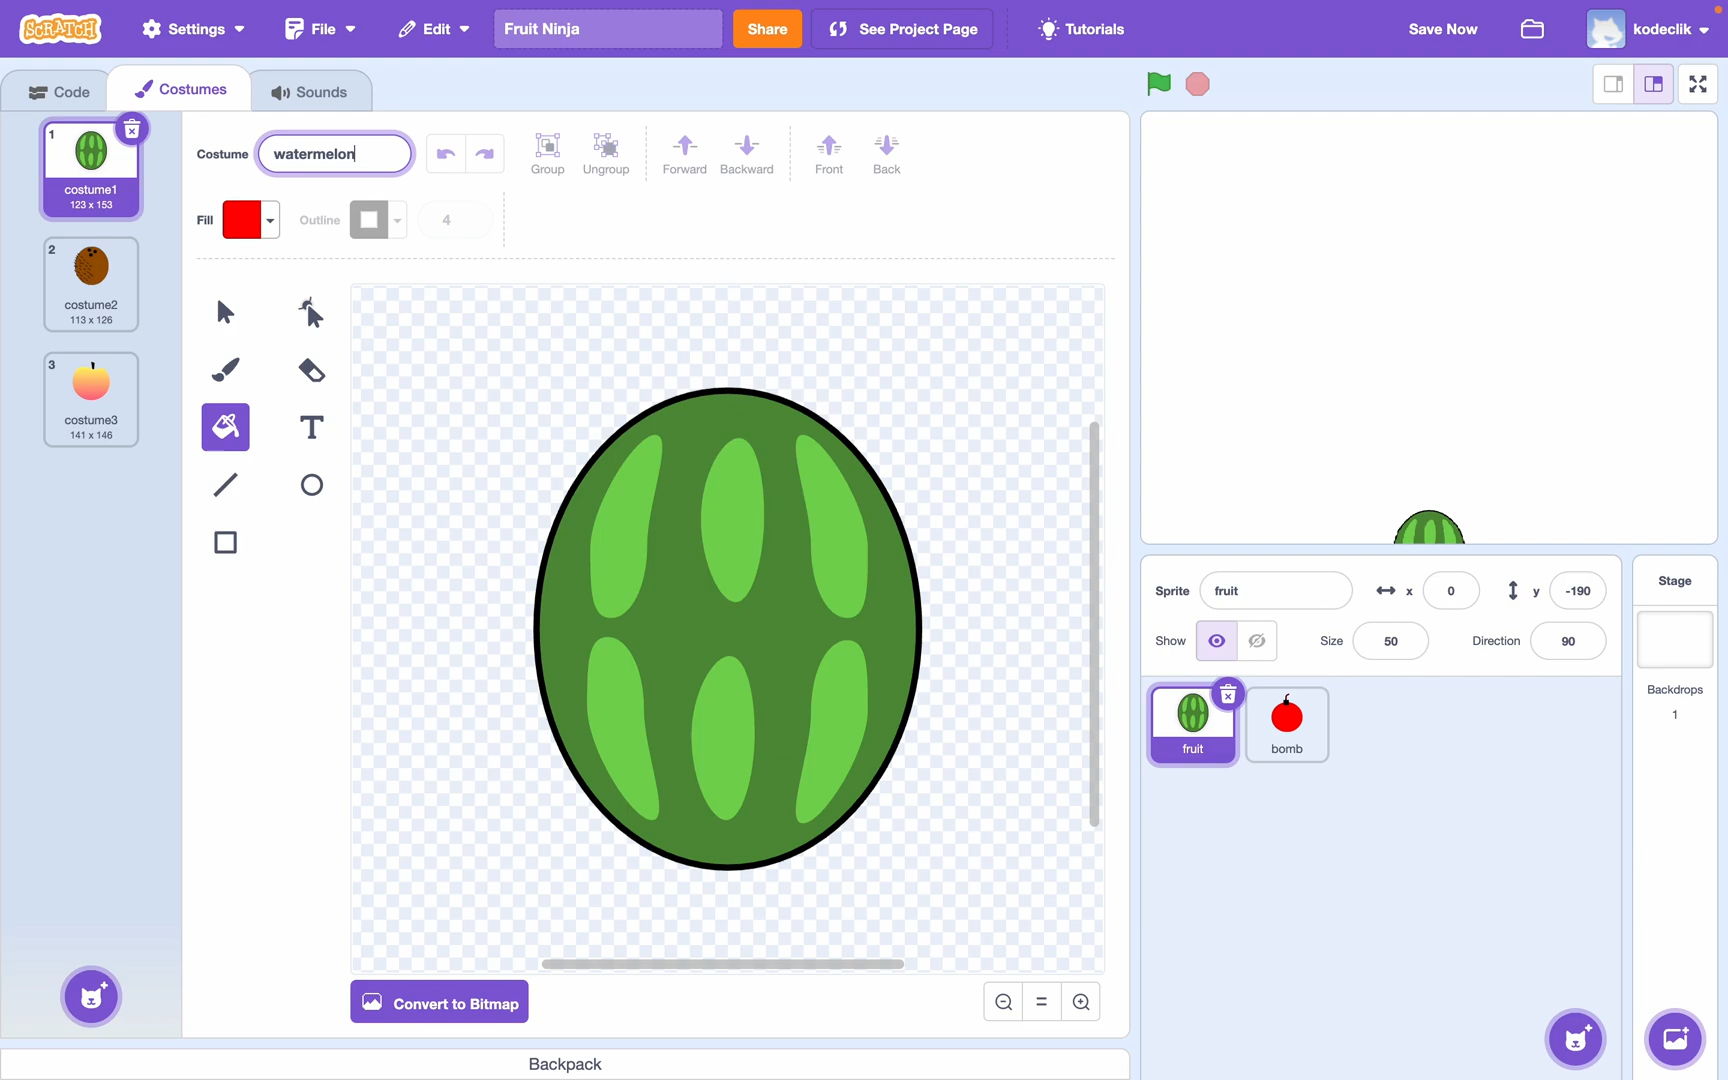 SCRATCH
Settings
File
Edit
Fruit Ninja
Share
See Project Page
Tutorials
Save Now
kodeclik
Code
Costumes
Sounds
1
costume1
123 x 153
2
costume2
113 x 126
3
costume3
141 x 146
Costume
watermelon
Group
Ungroup
Forward
Backward
Front
Back
Fill
Outline
4
T
Convert to Bitmap
Backpack
Sprite
fruit
x
0
y
-190
Show
Size
50
Direction
90
fruit
bomb
Stage
Backdrops
1